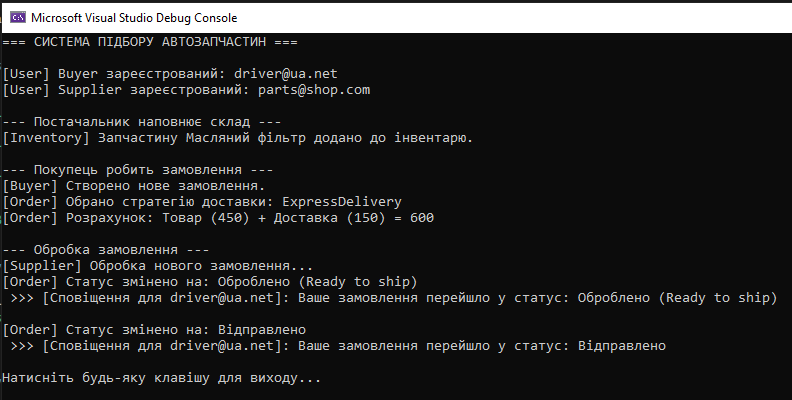 Microsoft Visual Studio Debug Console
=== СИСТЕМА ПІДБОРУ АВТОЗАПЧАСТИН ===
[User] Buyer зареєстрований: driver@ua.net
[User] Supplier зареєстрований: parts@shop.com
--- Постачальник наповнює склад ---
[Inventory] Запчастину Масляний фільтр додано до інвентарю.
--- Покупець робить замовлення ---
[Buyer] Створено нове замовлення.
[Order] Обрано стратегію доставки: ExpressDelivery
[Order] Розрахунок: Товар (450) + Доставка (150) = 600
--- Обробка замовлення ---
[Supplier] Обробка нового замовлення...
[Order] Статус змінено на: Оброблено (Ready to ship)
>>> [Сповіщення для driver@ua.net]: Ваше замовлення перейшло у статус: Оброблено (Ready to ship)
[Order] Статус змінено на: Відправлено
>>> [Сповіщення для driver@ua.net]: Ваше замовлення перейшло у статус: Відправлено
Натисніть будь-яку клавішу для виходу...